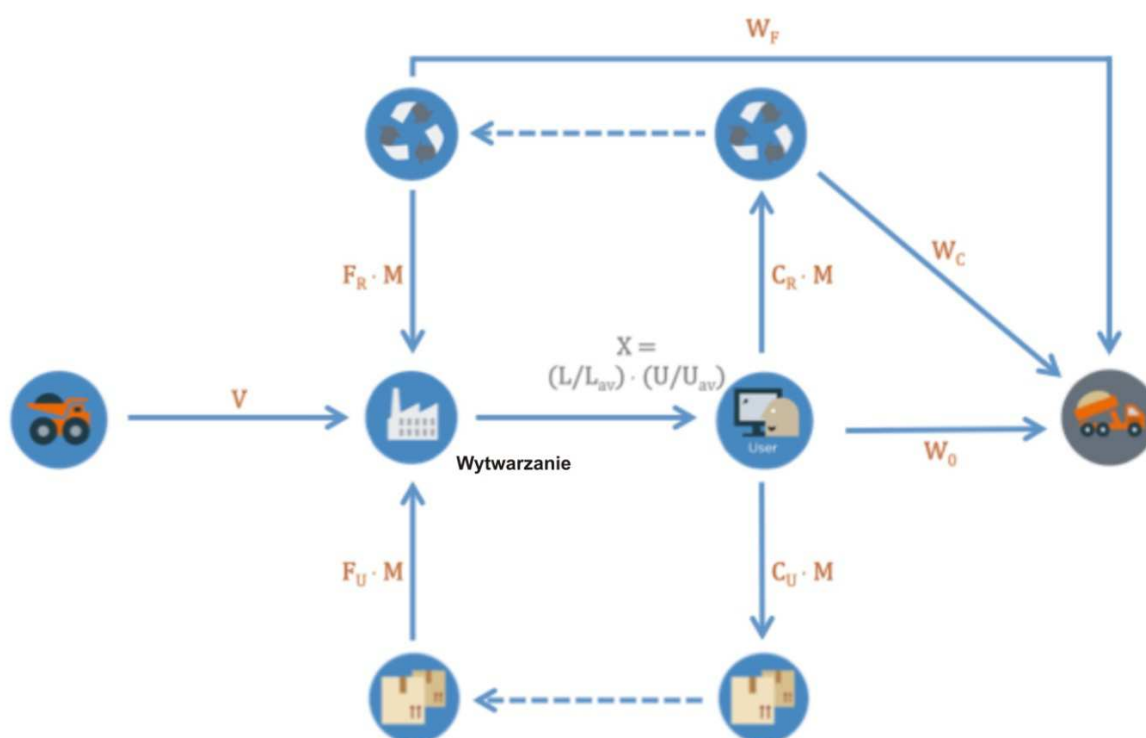 W_F
F_R · M
C_R · M
W_C
X =
(L/L_av) · (U/U_av)
V
User
Wytwarzanie
W_0
F_U · M
C_U · M